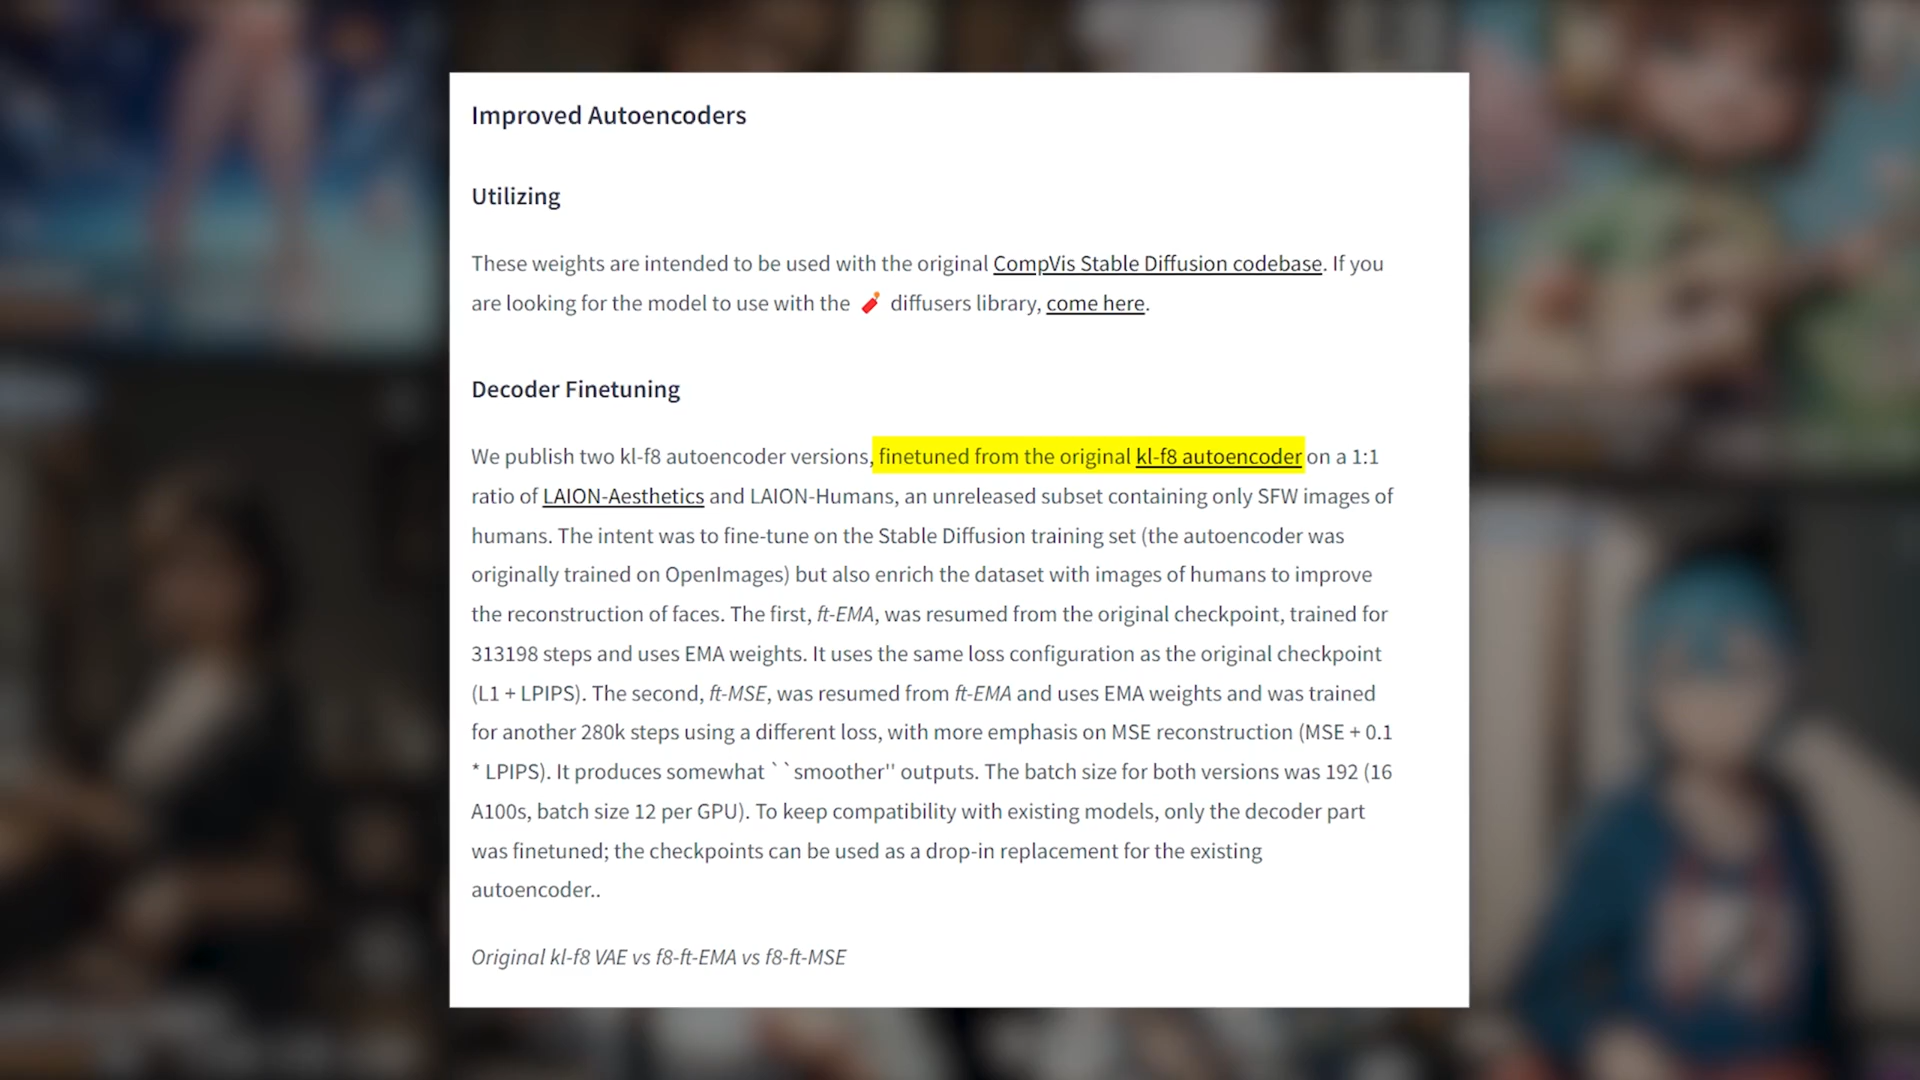 Improved Autoencoders
Utilizing
These weights are intended to be used with the original CompVis Stable Diffusion codebase. If you
are looking for the model to use with the 🧨 diffusers library, come here.
Decoder Finetuning
We publish two kl-f8 autoencoder versions, finetuned from the original kl-f8 autoencoder on a 1:1
ratio of LAION-Aesthetics and LAION-Humans, an unreleased subset containing only SFW images of
humans. The intent was to fine-tune on the Stable Diffusion training set (the autoencoder was
originally trained on OpenImages) but also enrich the dataset with images of humans to improve
the reconstruction of faces. The first, ft-EMA, was resumed from the original checkpoint, trained for
313198 steps and uses EMA weights. It uses the same loss configuration as the original checkpoint
(L1 + LPIPS). The second, ft-MSE, was resumed from ft-EMA and uses EMA weights and was trained
for another 280k steps using a different loss, with more emphasis on MSE reconstruction (MSE + 0.1
* LPIPS). It produces somewhat ``smoother'' outputs. The batch size for both versions was 192 (16
A100s, batch size 12 per GPU). To keep compatibility with existing models, only the decoder part
was finetuned; the checkpoints can be used as a drop-in replacement for the existing
autoencoder..
Original kl-f8 VAE vs f8-ft-EMA vs f8-ft-MSE